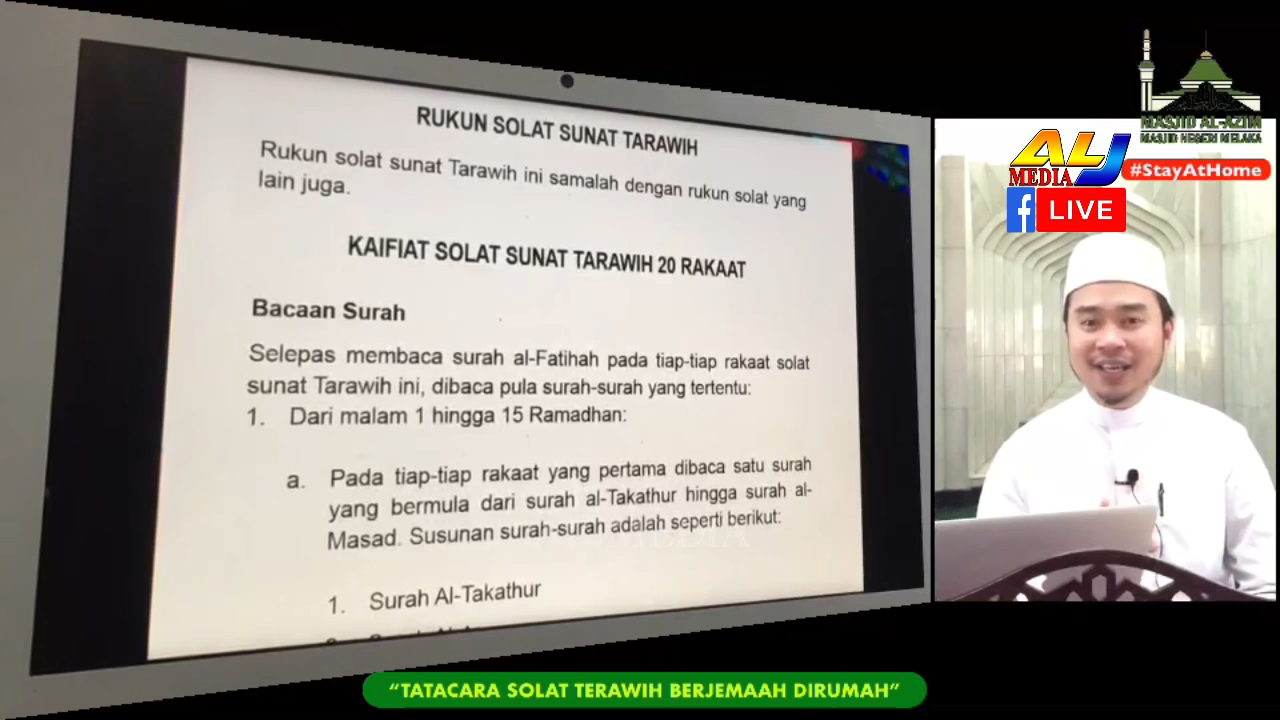 RUKUN SOLAT SUNAT TARAWIH
Rukun solat sunat Tarawih ini samalah dengan rukun solat yang
lain juga.
KAIFIAT SOLAT SUNAT TARAWIH 20 RAKAAT
Bacaan Surah
Selepas membaca surah al-Fatihah pada tiap-tiap rakaat solat
sunat Tarawih ini, dibaca pula surah-surah yang tertentu:
1. Dari malam 1 hingga 15 Ramadhan:
a. Pada tiap-tiap rakaat yang pertama dibaca satu surah
yang bermula dari surah al-Takathur hingga surah al-
Masad. Susunan surah-surah adalah seperti berikut:
1. Surah Al-Takathur
MASJID AL-AZIM
MASJID NEGERI MELAKA
ALJ
MEDIA
#StayAtHome
f LIVE
"TATACARA SOLAT TERAWIH BERJEMAAH DIRUMAH"